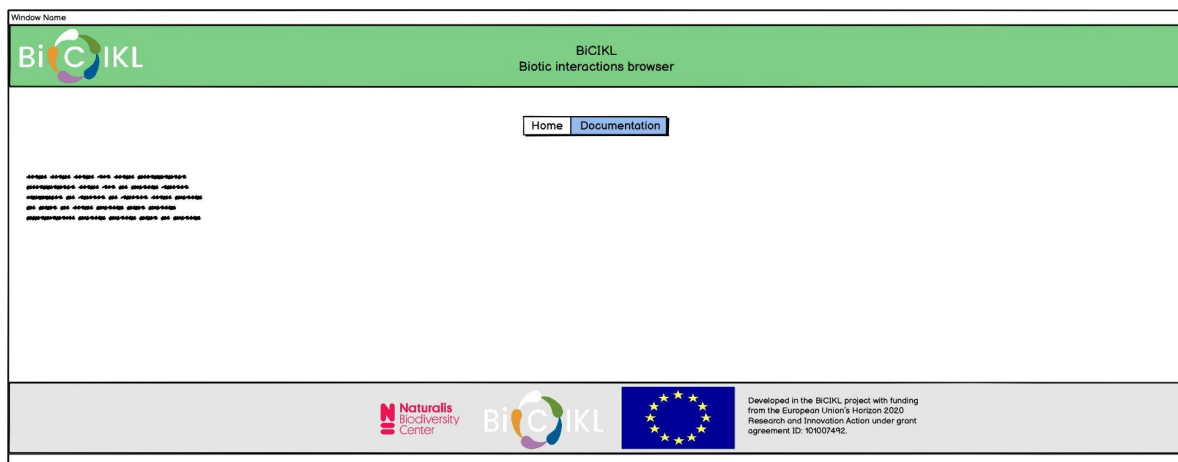 Window Name
BiCIKL
BiCIKL
Biotic interactions browser
Home Documentation
Naturalis
Biodiversity
Center
BiCIKL
Developed in the BiCIKL project with funding
from the European Union's Horizon 2020
Research and Innovation Action under grant
agreement ID: 101007492.